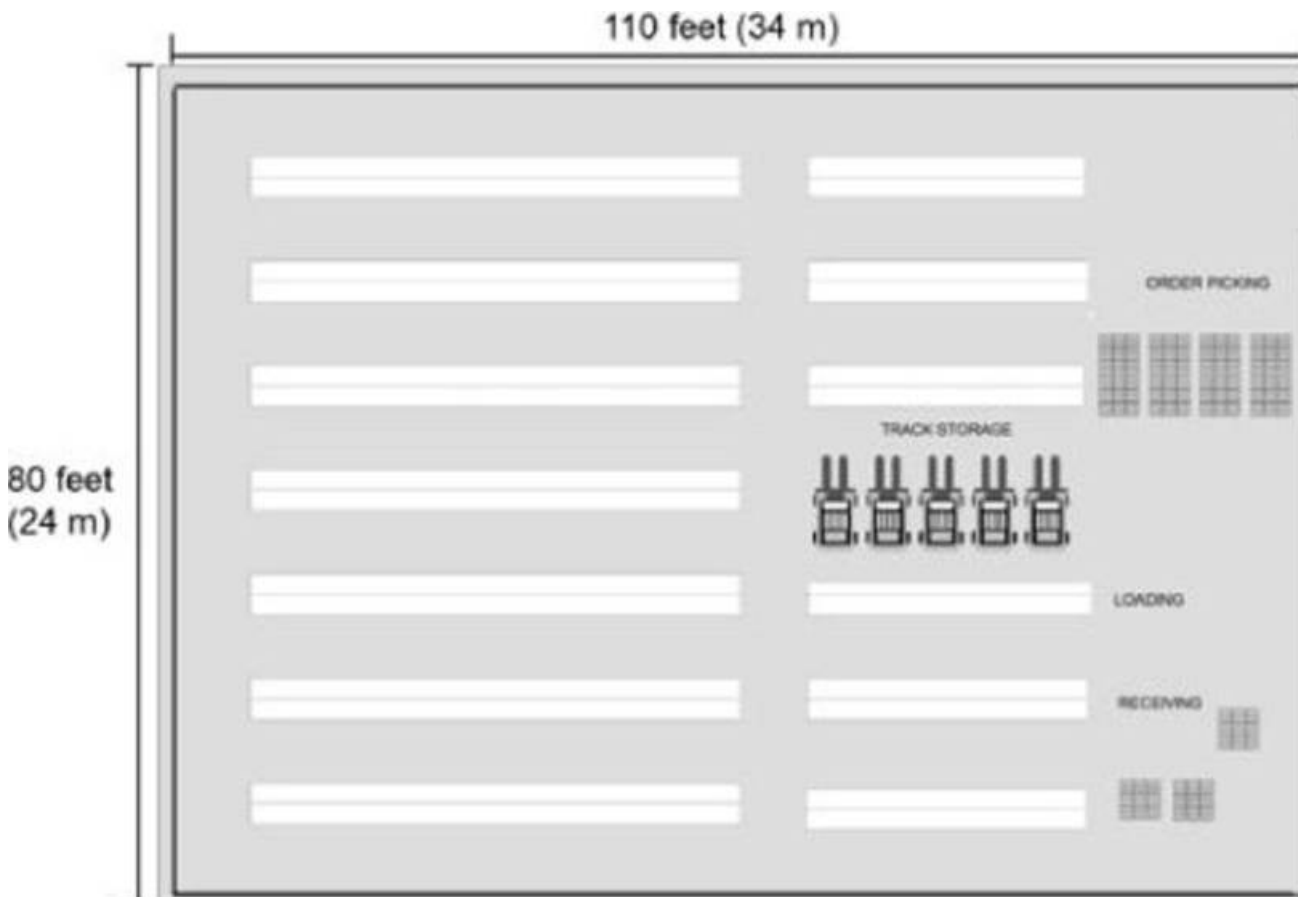 110 feet (34 m)
ORDER PICKING
TRACK STORAGE
80 feet
(24 m)
LOADING
RECEIVING